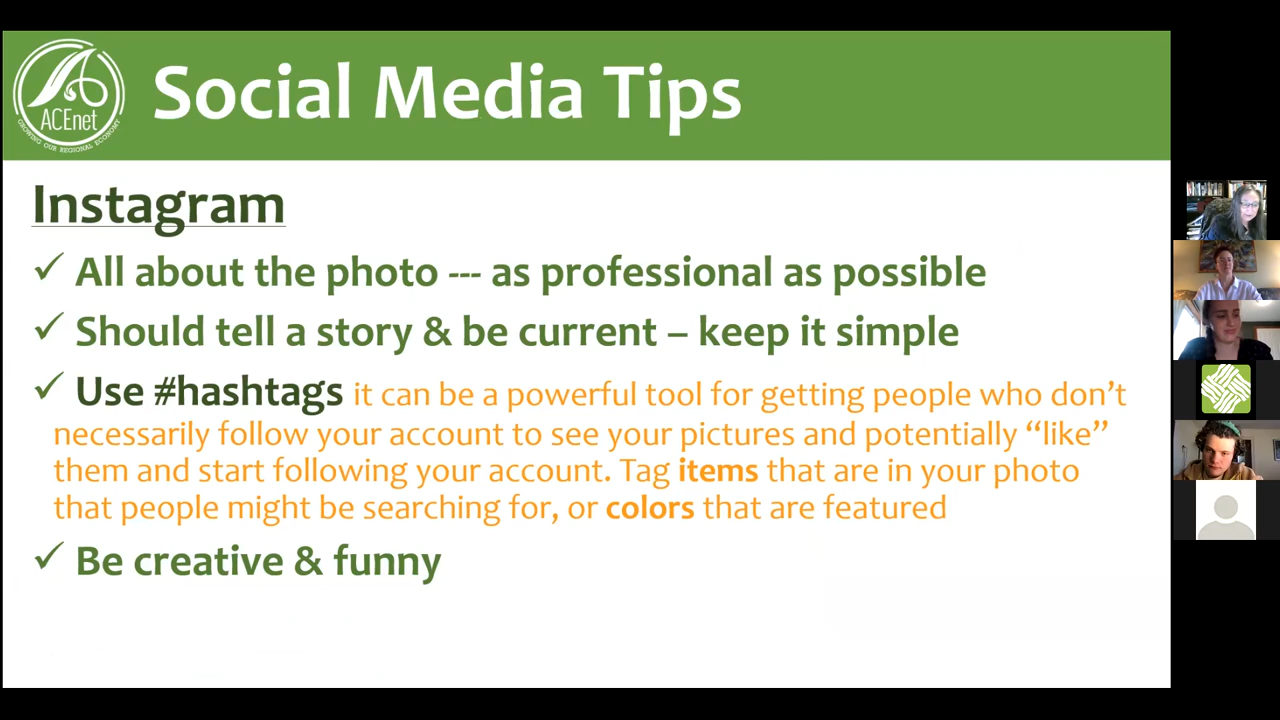 Social Media Tips
ACEnet
GROWING OUR REGIONAL ECONOMY
Instagram
✓ All about the photo --- as professional as possible
✓ Should tell a story & be current – keep it simple
✓ Use #hashtags it can be a powerful tool for getting people who don’t
necessarily follow your account to see your pictures and potentially “like”
them and start following your account. Tag items that are in your photo
that people might be searching for, or colors that are featured
✓ Be creative & funny